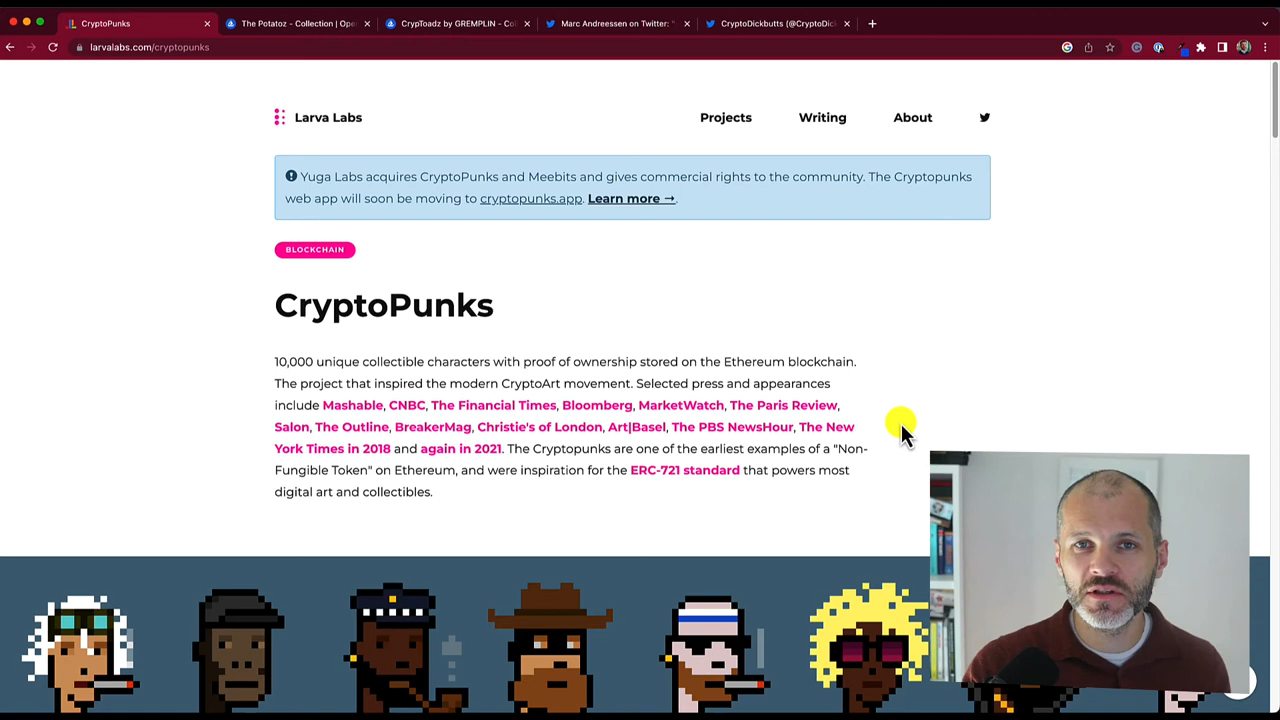 CryptoPunks
The Potatoz - Collection | Ope
CrypToadz by GREMPLIN - Col
Marc Andreessen on Twitter: "
CryptoDickbutts (@CryptoDic
larvalabs.com/cryptopunks
Larva Labs
Projects
Writing
About
Yuga Labs acquires CryptoPunks and Meebits and gives commercial rights to the community. The Cryptopunks
web app will soon be moving to cryptopunks.app. Learn more →.
BLOCKCHAIN
CryptoPunks
10,000 unique collectible characters with proof of ownership stored on the Ethereum blockchain.
The project that inspired the modern CryptoArt movement. Selected press and appearances
include Mashable, CNBC, The Financial Times, Bloomberg, MarketWatch, The Paris Review,
Salon, The Outline, BreakerMag, Christie's of London, Art|Basel, The PBS NewsHour, The New
York Times in 2018 and again in 2021. The Cryptopunks are one of the earliest examples of a "Non-
Fungible Token" on Ethereum, and were inspiration for the ERC-721 standard that powers most
digital art and collectibles.